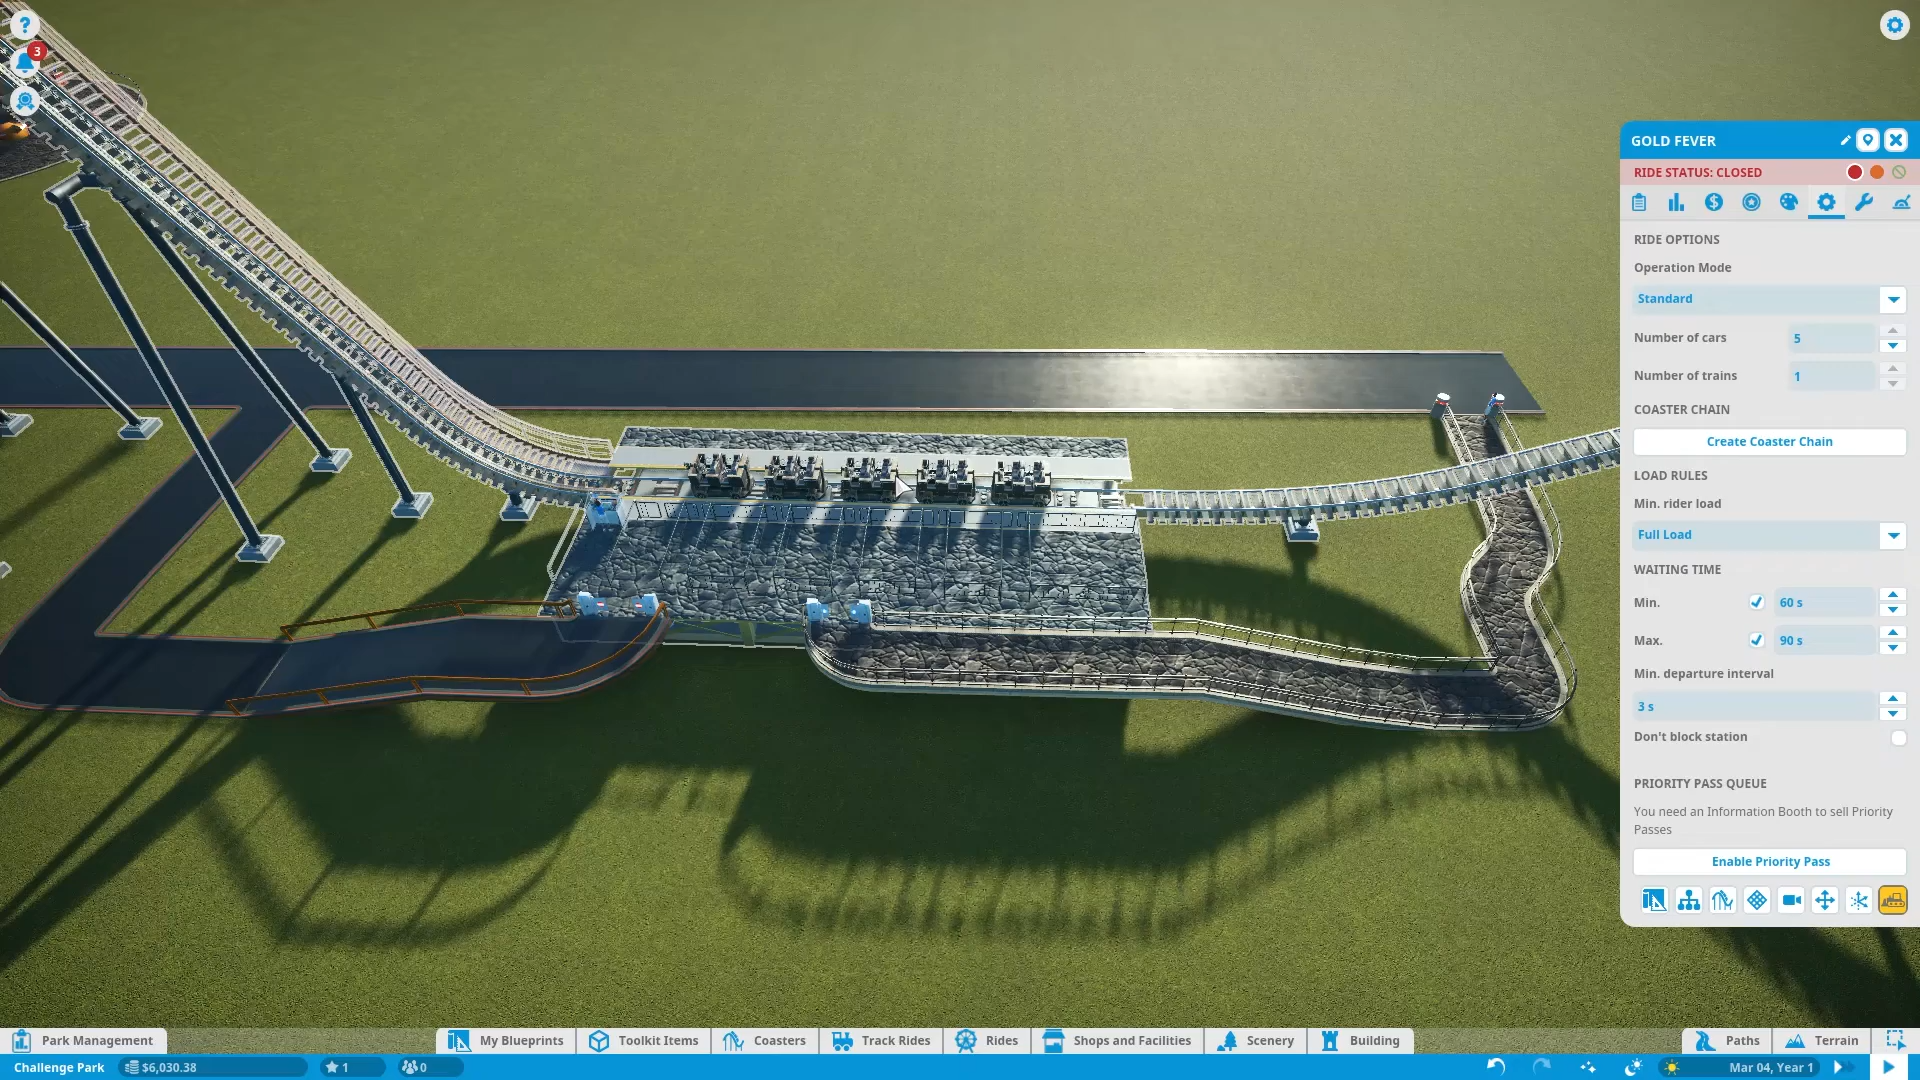 ?
3
GOLD FEVER
RIDE STATUS: CLOSED
RIDE OPTIONS
Operation Mode
Standard
Number of cars 5
Number of trains 1
COASTER CHAIN
Create Coaster Chain
LOAD RULES
Min. rider load
Full Load
WAITING TIME
Min. 60 s
Max. 90 s
Min. departure interval
3 s
Don't block station
PRIORITY PASS QUEUE
You need an Information Booth to sell Priority
Passes
Enable Priority Pass
Park Management My Blueprints Toolkit Items Coasters Track Rides Rides Shops and Facilities Scenery Building Paths Terrain
Challenge Park $6,030.38 1 0 Mar 04, Year 1